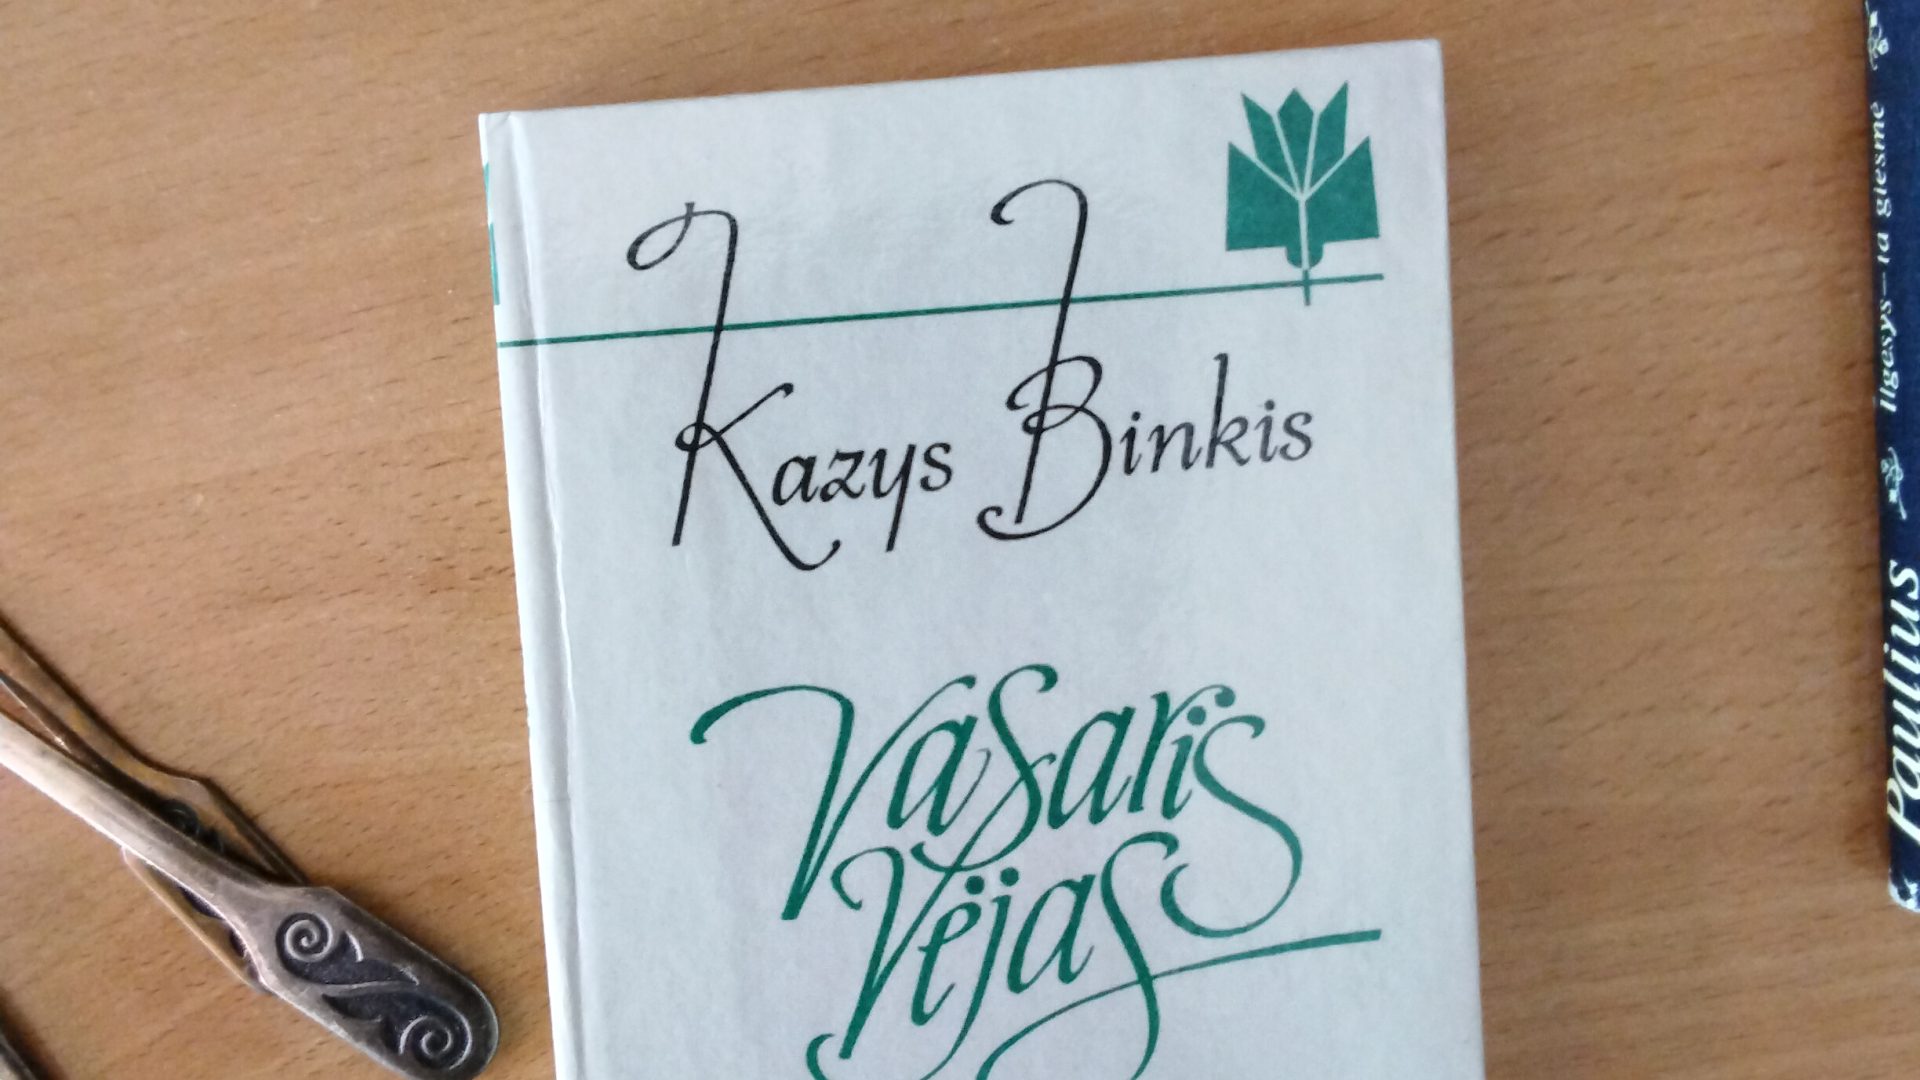 Kazys Binkis
Vasaris
Vėjas
Paulius
Ilgesys – ta giesmė